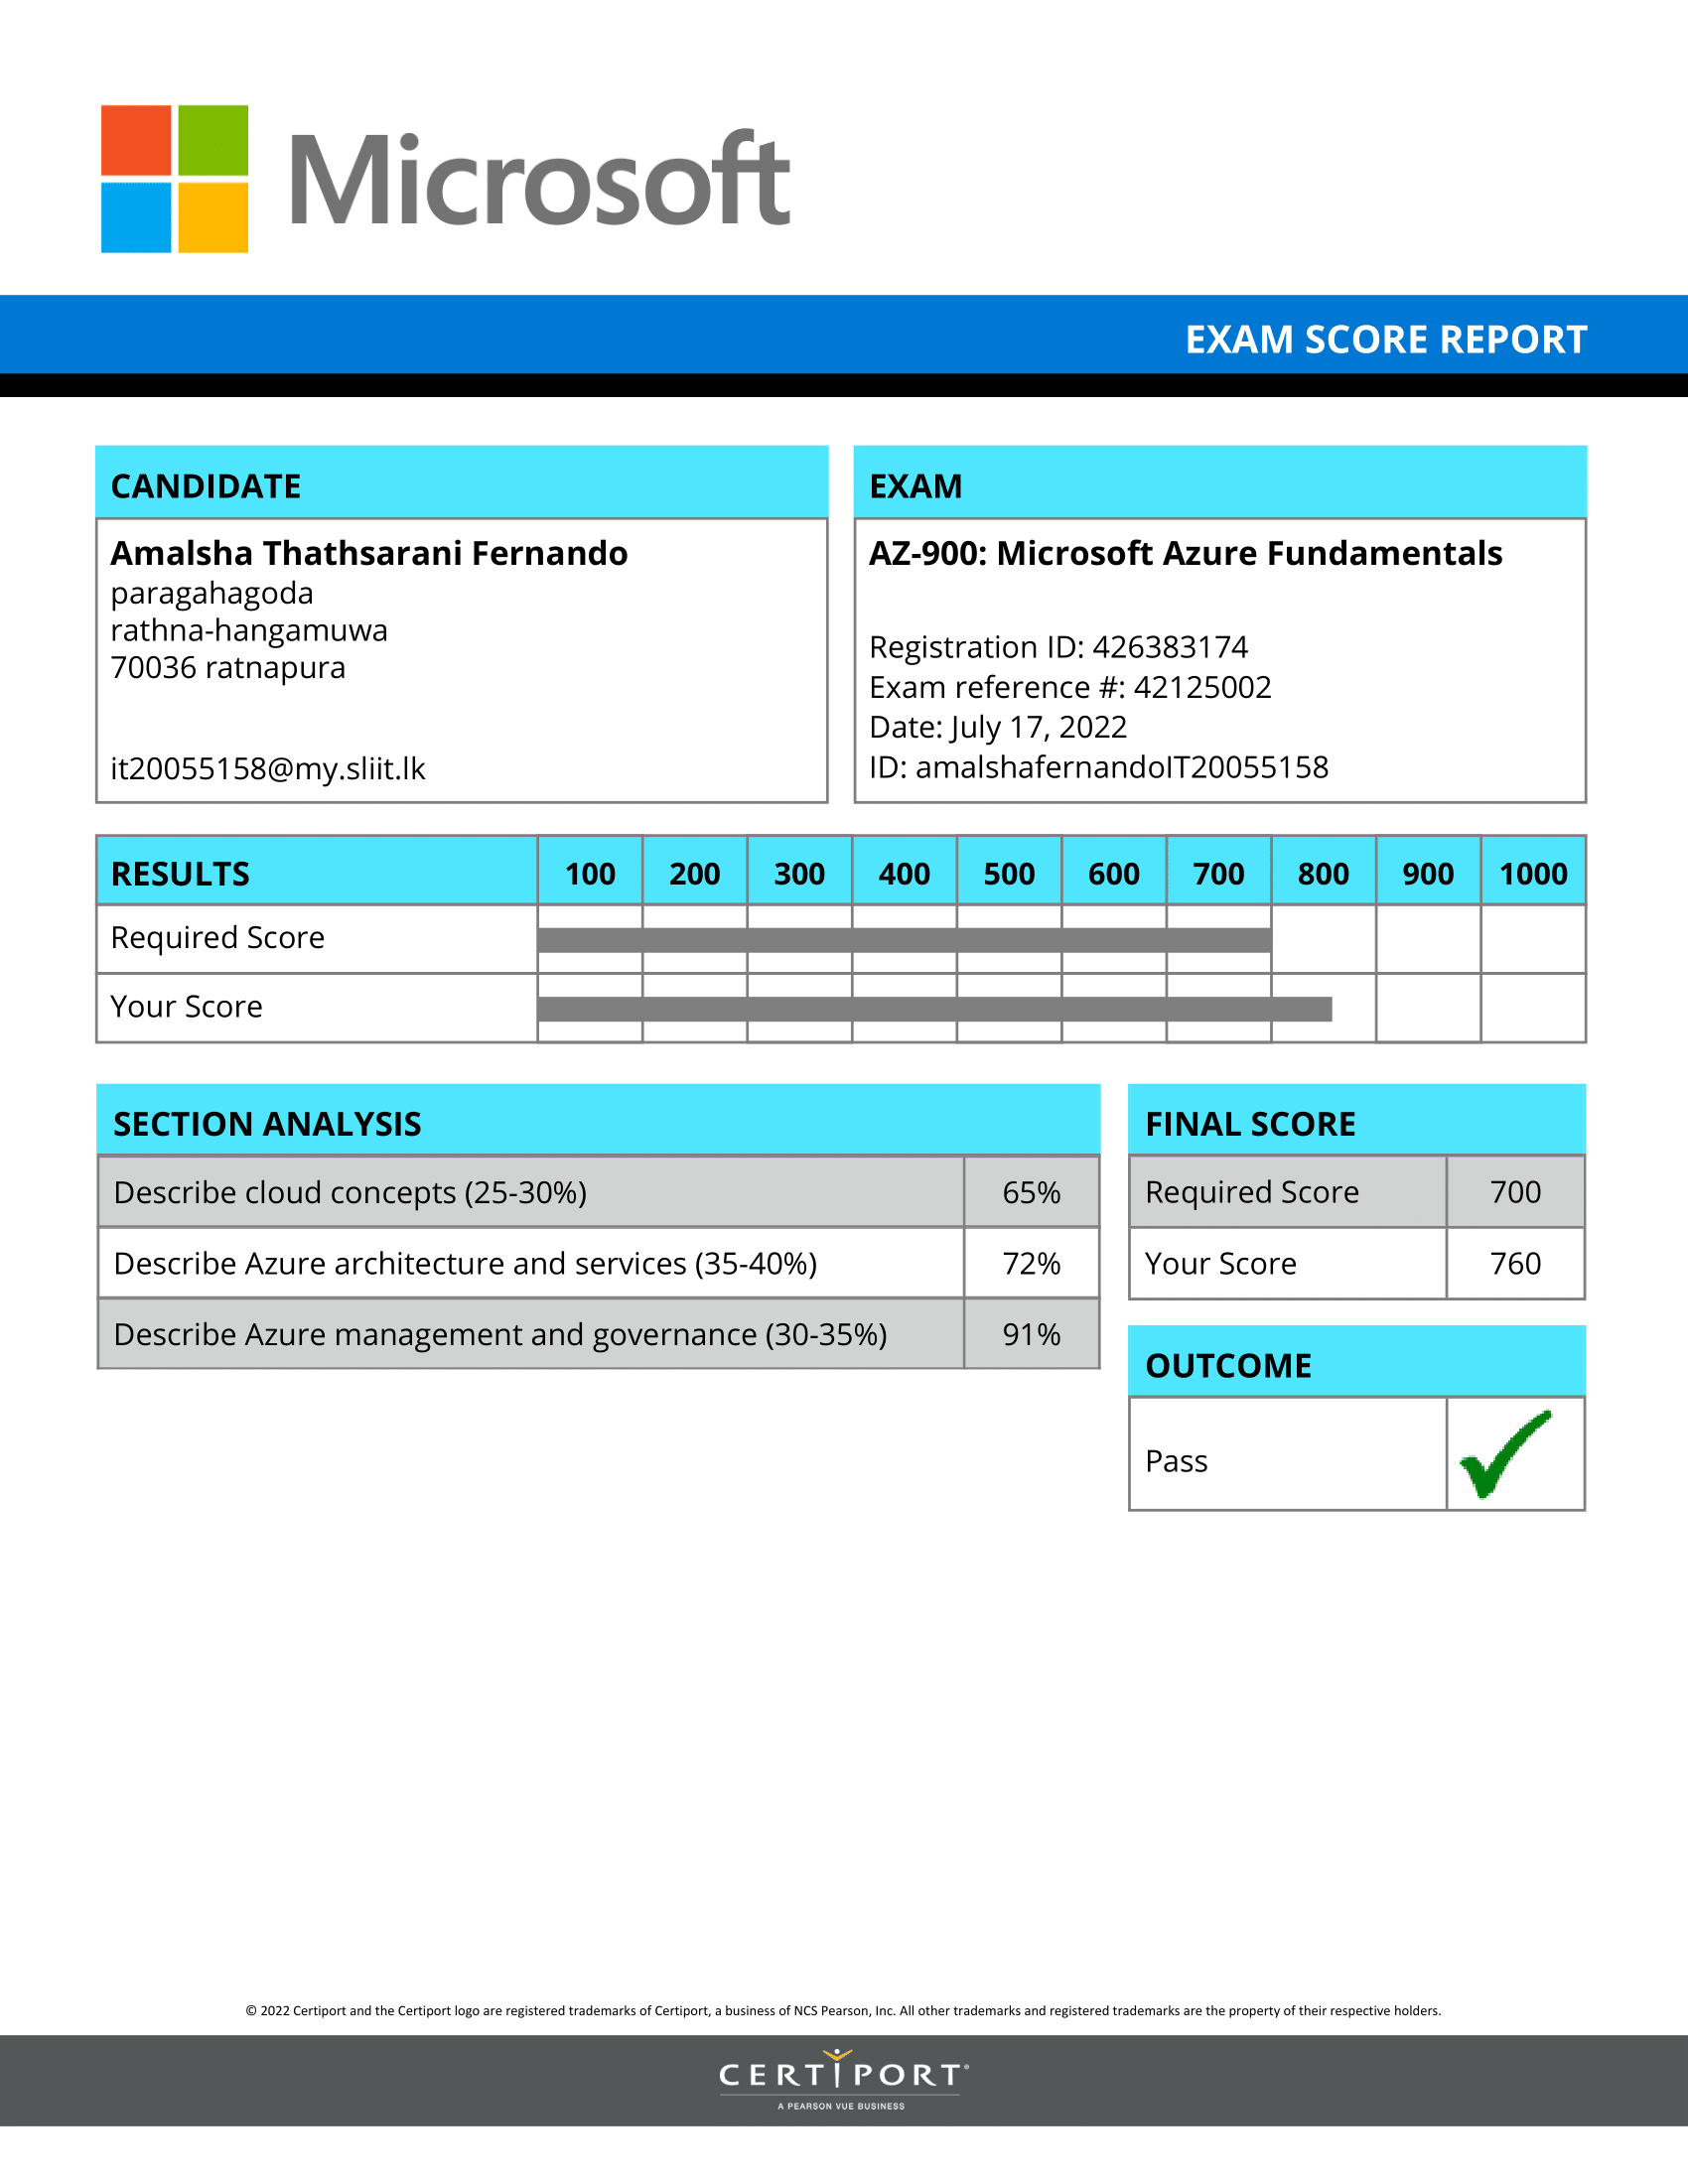 Microsoft
EXAM SCORE REPORT
CANDIDATE
Amalsha Thathsarani Fernando
paragahagoda
rathna-hangamuwa
70036 ratnapura
it20055158@my.sliit.lk
EXAM
AZ-900: Microsoft Azure Fundamentals
Registration ID: 426383174
Exam reference #: 42125002
Date: July 17, 2022
ID: amalshafernandoIT20055158
RESULTS 100 200 300 400 500 600 700 800 900 1000
Required Score
Your Score
SECTION ANALYSIS
Describe cloud concepts (25-30%) 65%
Describe Azure architecture and services (35-40%) 72%
Describe Azure management and governance (30-35%) 91%
FINAL SCORE
Required Score 700
Your Score 760
OUTCOME
Pass
© 2022 Certiport and the Certiport logo are registered trademarks of Certiport, a business of NCS Pearson, Inc. All other trademarks and registered trademarks are the property of their respective holders.
CERTIPORT®
A PEARSON VUE BUSINESS